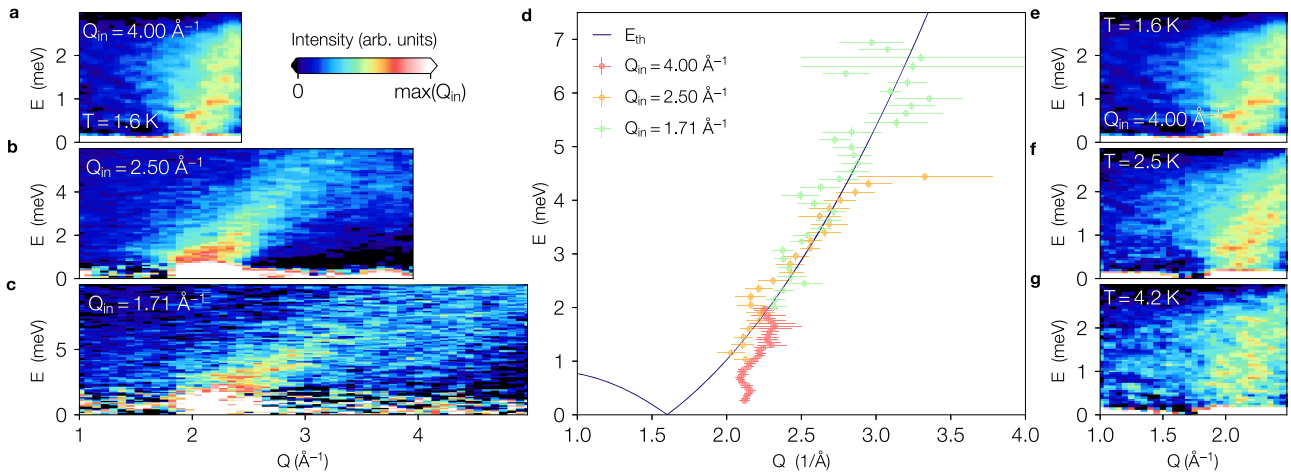 a
Q_in = 4.00 Å⁻¹
T = 1.6 K
E (meV)
2
1
0
Intensity (arb. units)
0
max(Q_in)
b
Q_in = 2.50 Å⁻¹
E (meV)
4
2
0
c
Q_in = 1.71 Å⁻¹
E (meV)
5
0
1
2
3
4
Q (Å⁻¹)
d
E_th
Q_in = 4.00 Å⁻¹
Q_in = 2.50 Å⁻¹
Q_in = 1.71 Å⁻¹
E (meV)
7
6
5
4
3
2
1
0
1.0
2.0
2.5
3.0
3.5
4.0
Q (1/Å)
e
T = 1.6 K
Q_in = 4.00 Å⁻¹
E (meV)
2
1
0
f
T = 2.5 K
E (meV)
2
1
0
g
T = 4.2 K
E (meV)
2
1
0
1.0
2.0
Q (Å⁻¹)